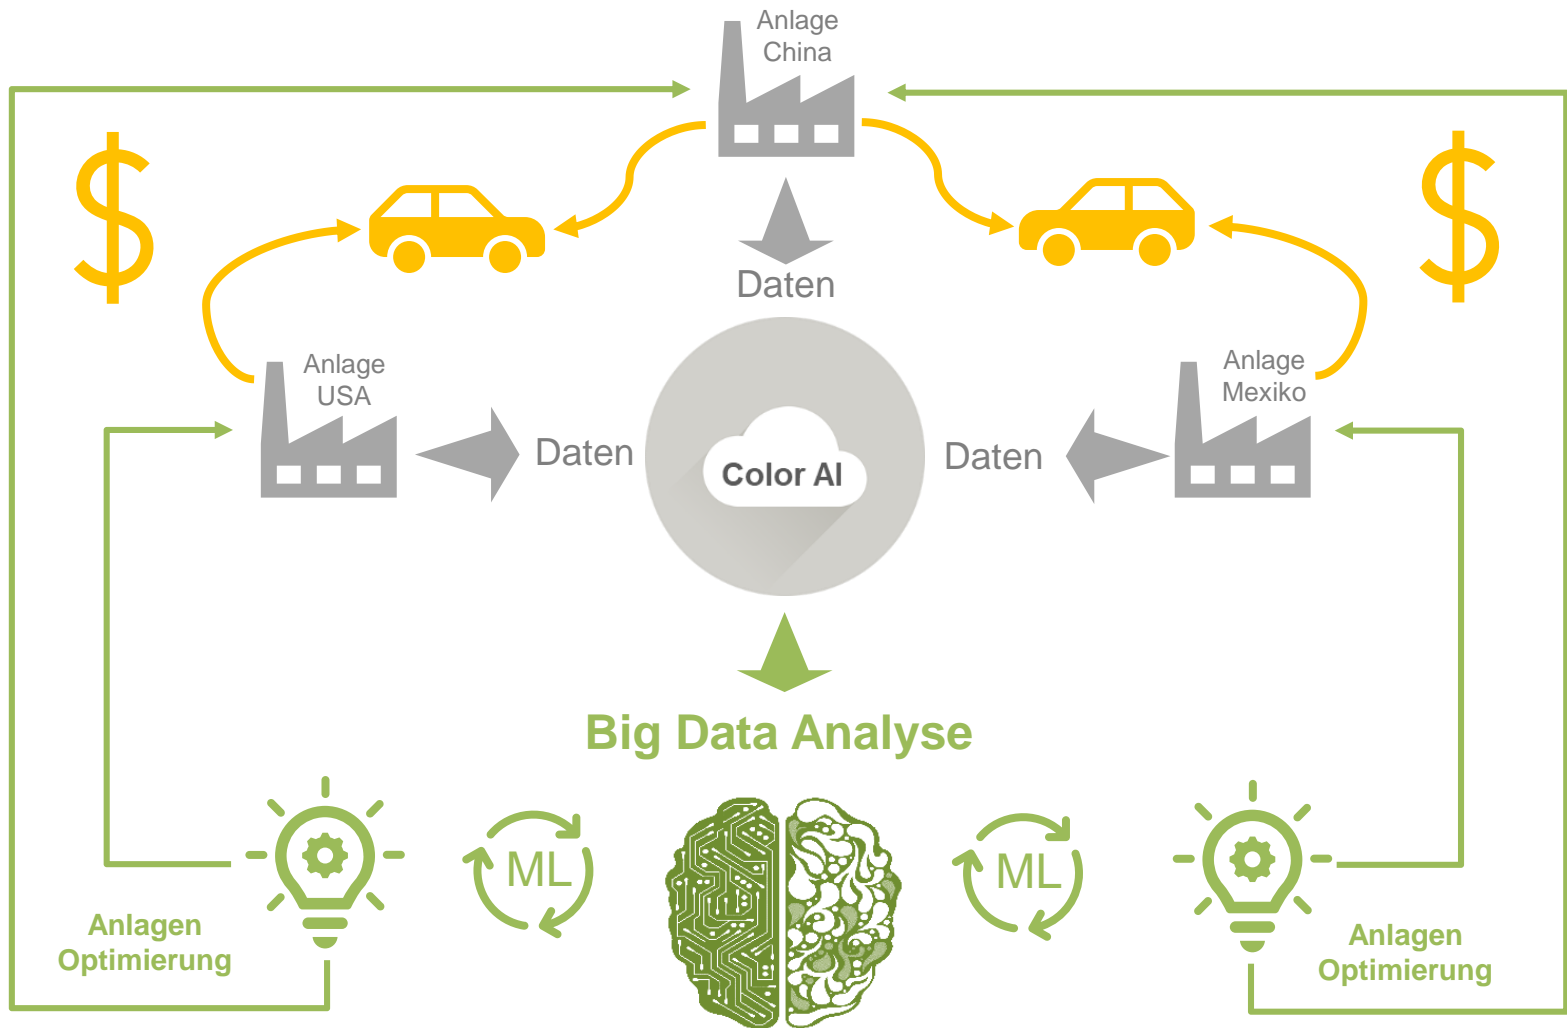 Anlage
China
$
$
Daten
Anlage
USA
Anlage
Mexiko
Daten
Color AI
Daten
Big Data Analyse
ML
ML
Anlagen
Optimierung
Anlagen
Optimierung